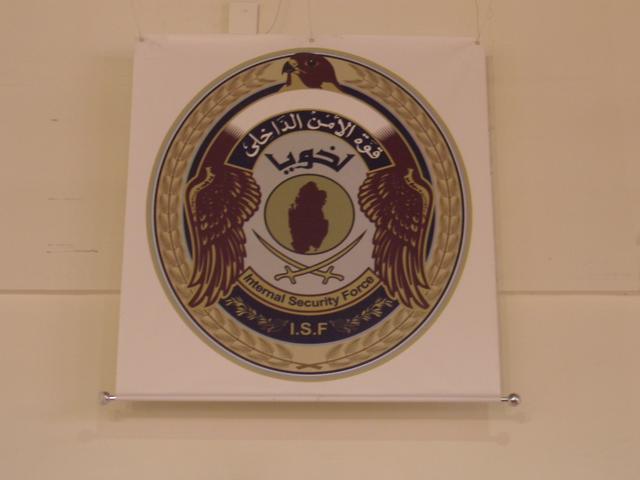 قوة الأمن الداخلي
لخويا
Internal Security Force
I.S.F